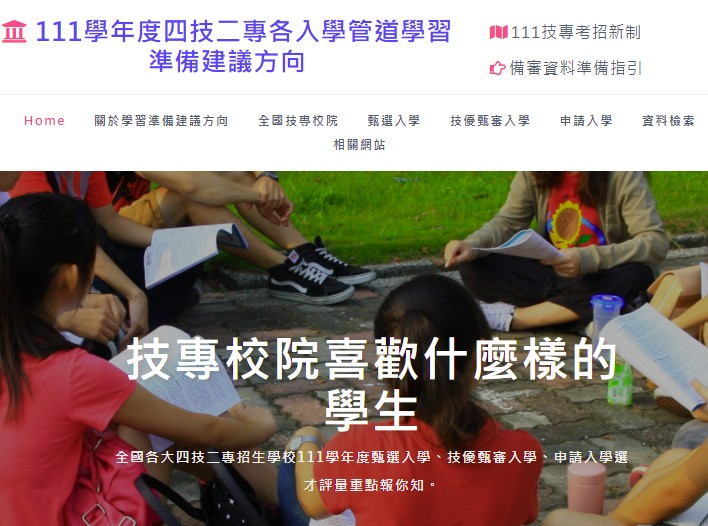 111學年度四技二專各入學管道學習
準備建議方向
111技專考招新制
備審資料準備指引
Home 關於學習準備建議方向 全國技專校院 甄選入學 技優甄審入學 申請入學 資料檢索
相關網站
技專校院喜歡什麼樣的
學生
全國各大四技二專招生學校111學年度甄選入學、技優甄審入學、申請入學選
才評量重點報你知。